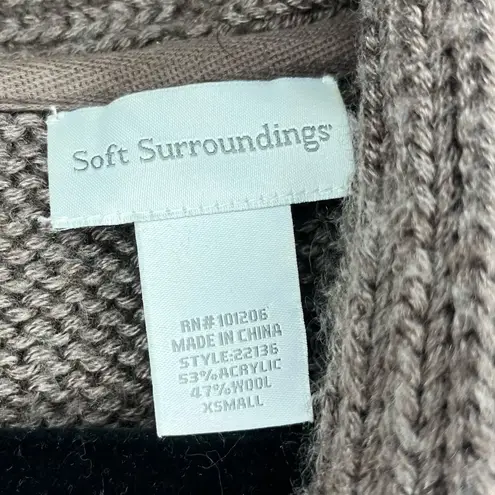 Soft Surroundings
RN#101206
MADE IN CHINA
STYLE:22136
53%ACRYLIC
47%WOOL
XSMALL